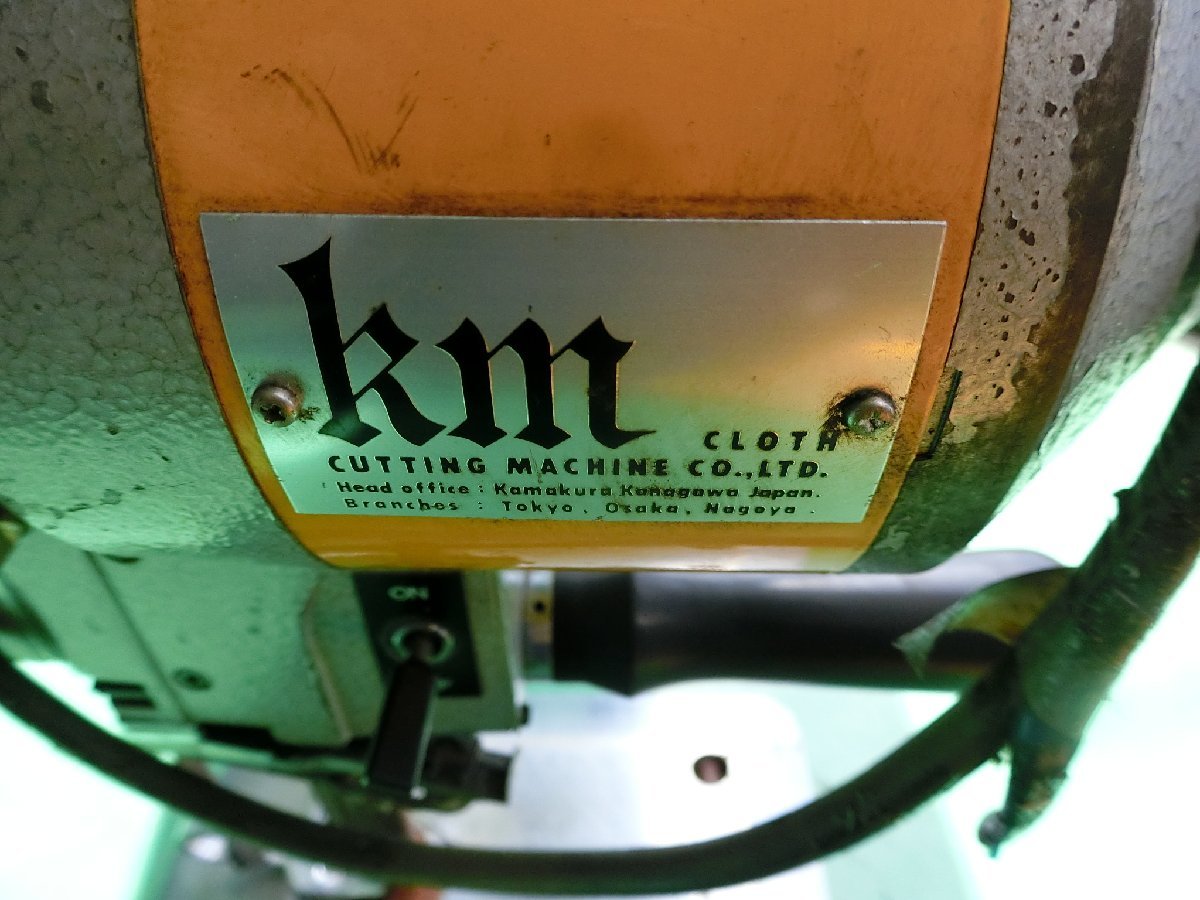 km
CLOTH
CUTTING MACHINE CO.,LTD.
Head office : Kamakura Kanagawa Japan.
Branches : Tokyo, Osaka, Nagoya.
ON